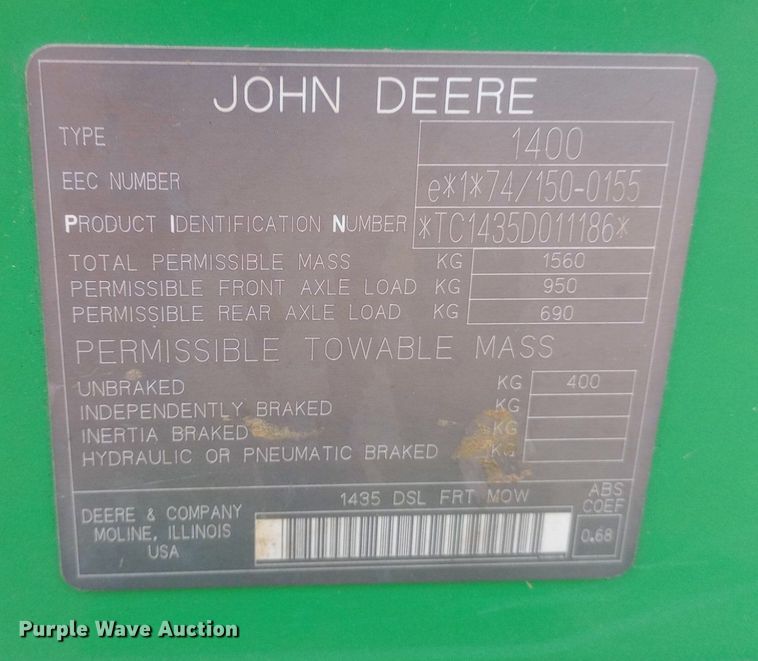 JOHN DEERE
TYPE 1400
EEC NUMBER e*1*74/150-0155
PRODUCT IDENTIFICATION NUMBER *TC1435D011186*
TOTAL PERMISSIBLE MASS KG 1560
PERMISSIBLE FRONT AXLE LOAD KG 950
PERMISSIBLE REAR AXLE LOAD KG 690
PERMISSIBLE TOWABLE MASS
UNBRAKED KG 400
INDEPENDENTLY BRAKED KG
INERTIA BRAKED KG
HYDRAULIC OR PNEUMATIC BRAKED KG
1435 DSL FRT MOW
ABS
COEF
0.68
DEERE & COMPANY
MOLINE, ILLINOIS
USA
Purple Wave Auction